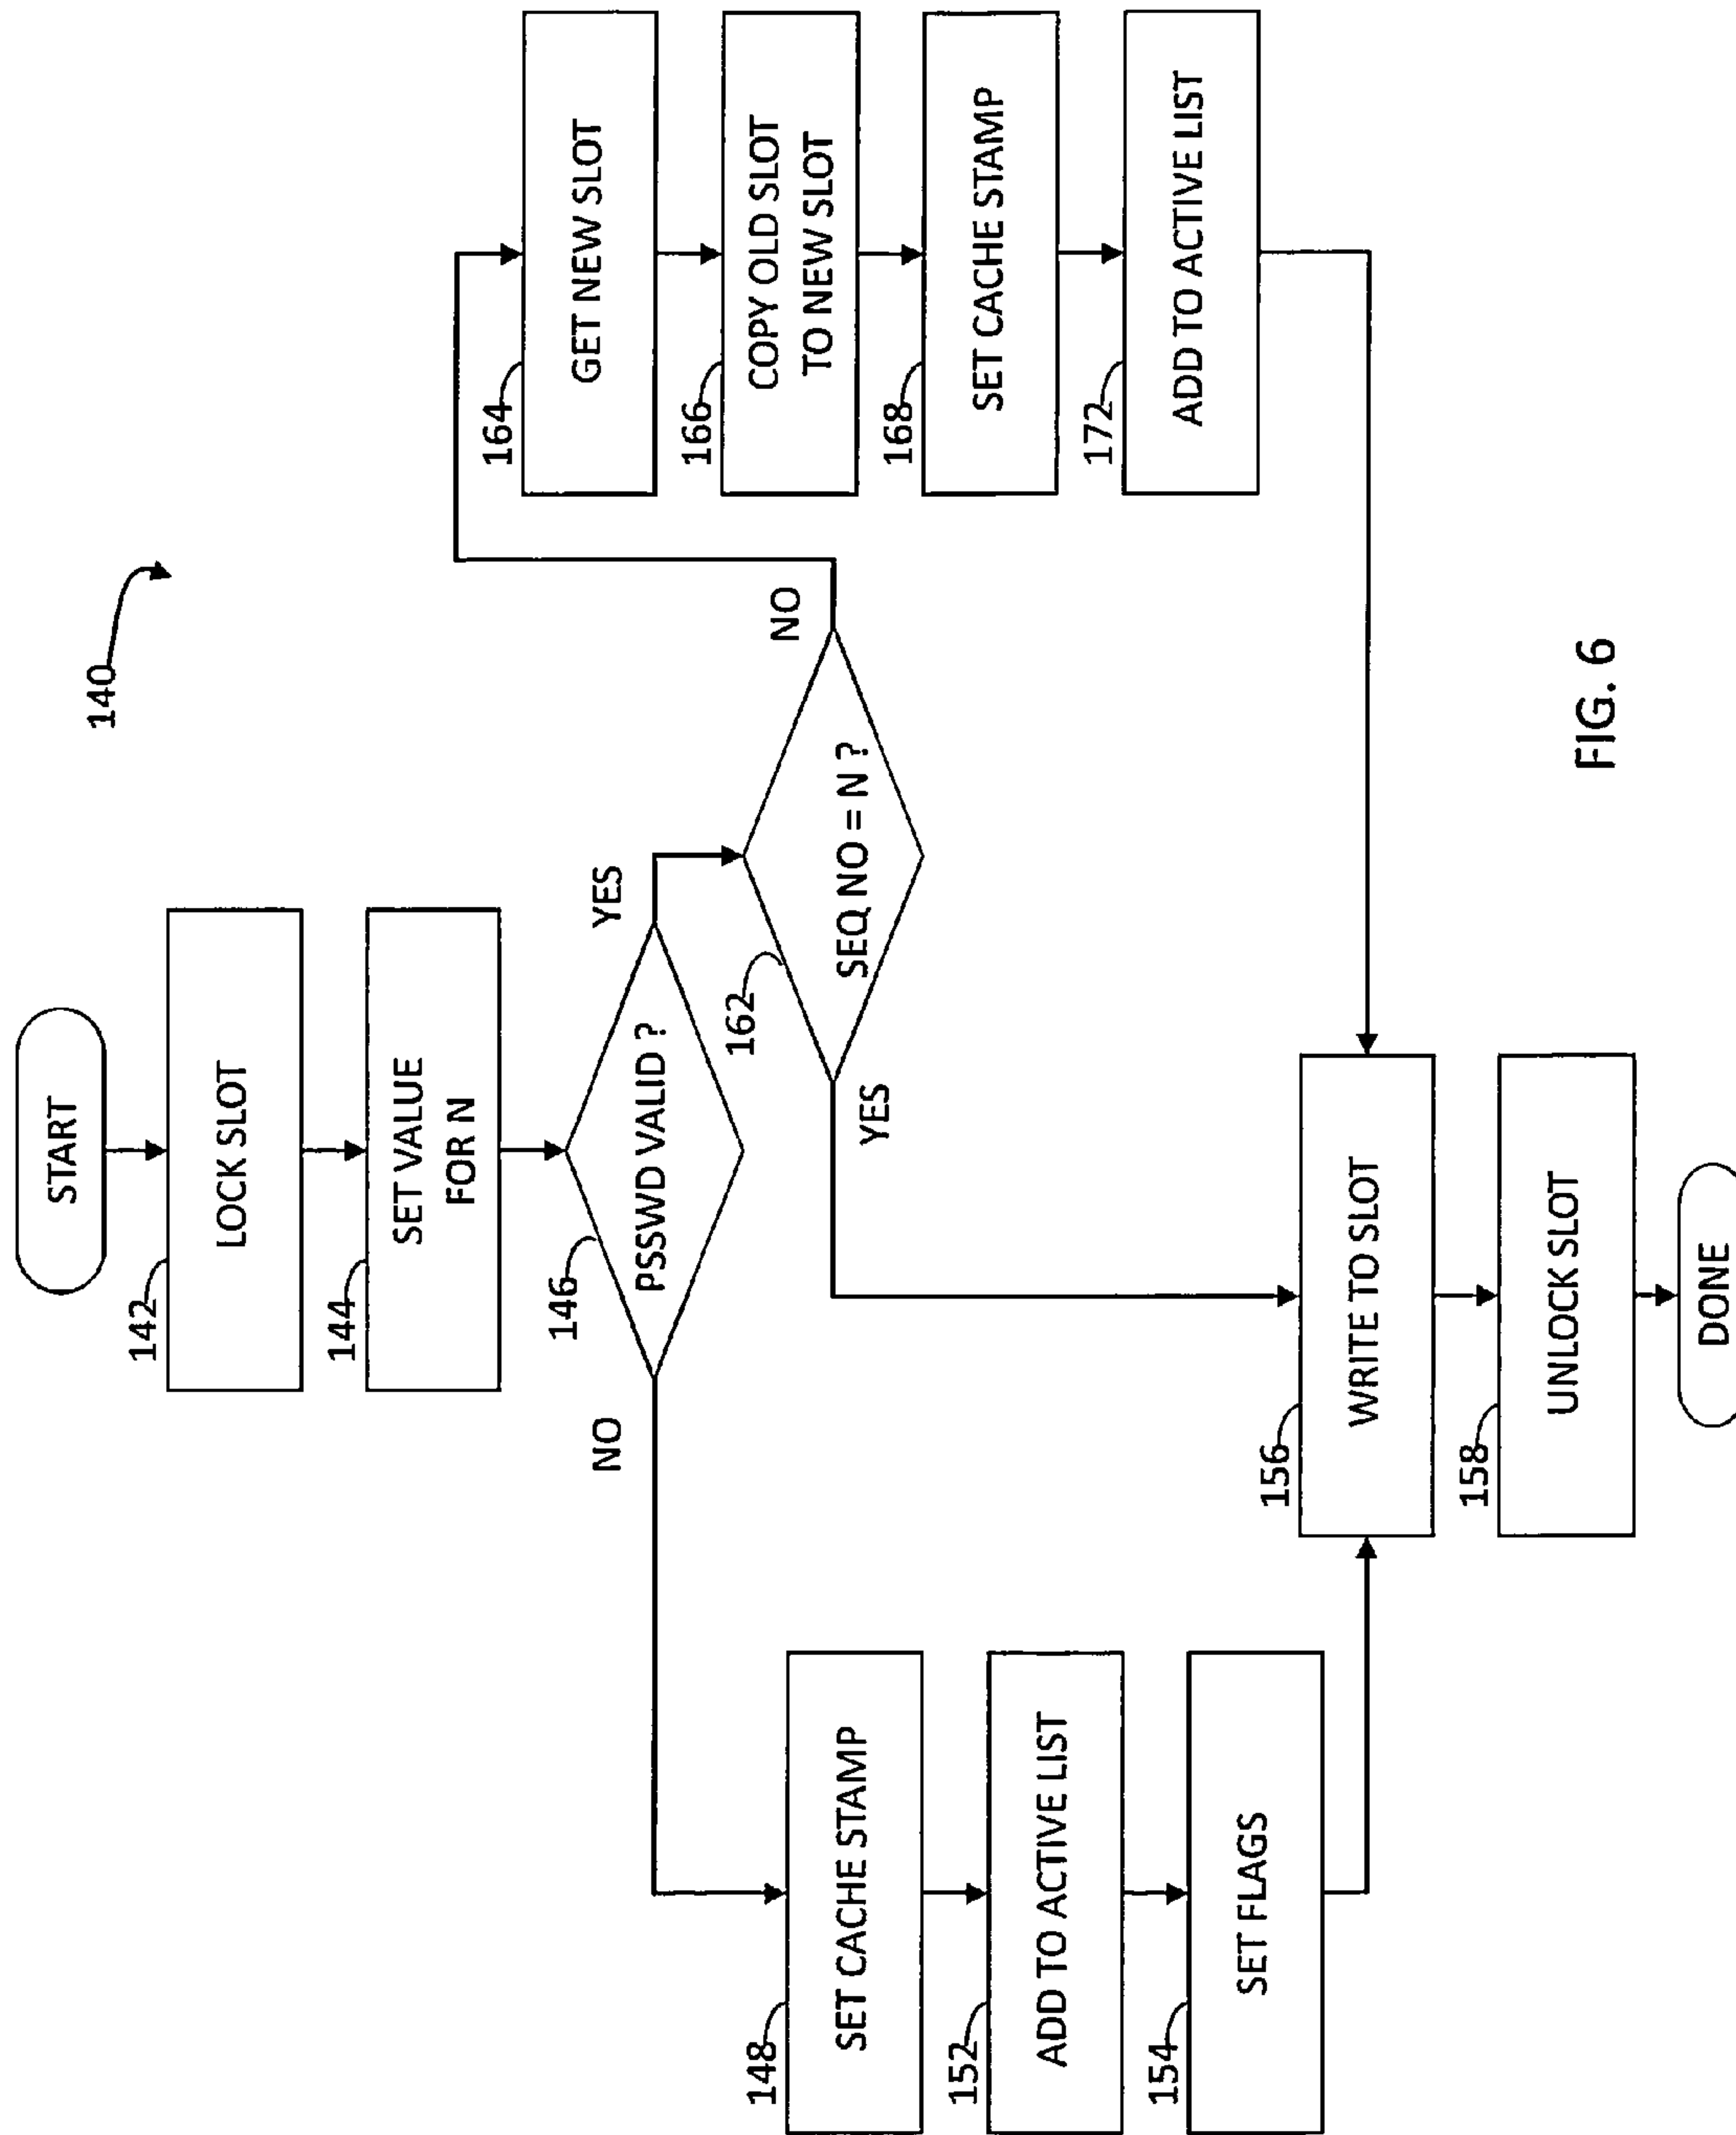 140
START
142
LOCK SLOT
144
SET VALUE
FOR N
146
PSSWD VALID ?
NO
YES
148
SET CACHE STAMP
152
ADD TO ACTIVE LIST
154
SET FLAGS
162
SEQ NO = N ?
YES
NO
164
GET NEW SLOT
166
COPY OLD SLOT
TO NEW SLOT
168
SET CACHE STAMP
172
ADD TO ACTIVE LIST
156
WRITE TO SLOT
158
UNLOCK SLOT
DONE
FIG. 6